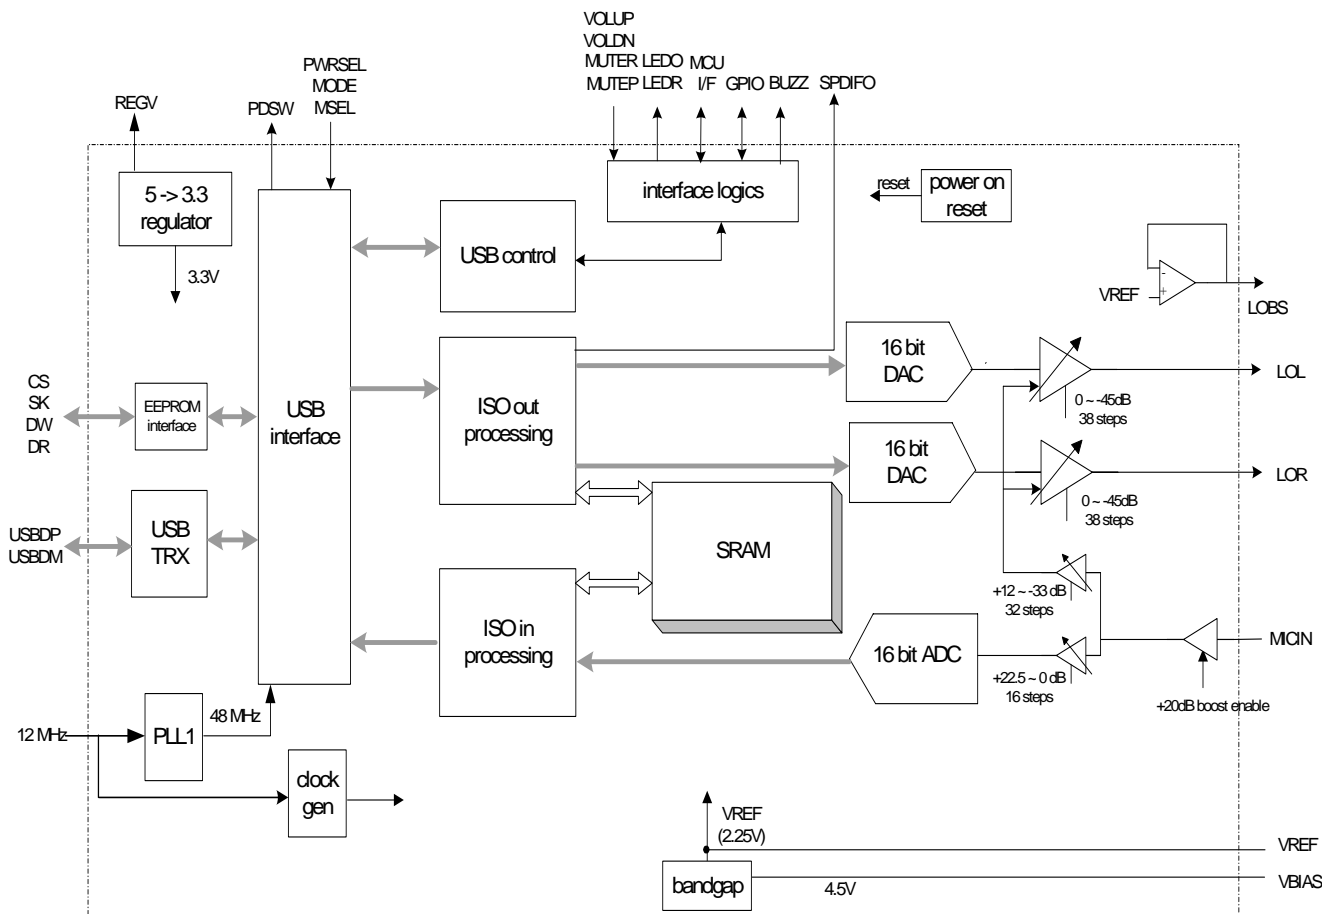 VOLUP
VOLDN
MUTER
MUTEP
LEDO
LEDR
MCU
I/F
GPIO
BUZZ
SPDIFO
PWRSEL
MODE
MSEL
REGV
PDSW
5 -> 3.3
regulator
3.3V
interface logics
reset
power on
reset
USB control
-
+
VREF
LOBS
16 bit
DAC
LOL
0 ~ -45dB
38 steps
CS
SK
DW
DR
EEPROM
interface
USB
interface
ISO out
processing
16 bit
DAC
LOR
0 ~ -45dB
38 steps
USBDP
USBDM
USB
TRX
SRAM
+12 ~ -33 dB
32 steps
ISO in
processing
16 bit ADC
+22.5 ~ 0 dB
16 steps
MICIN
+20dB boost enable
12 MHz
PLL1
48 MHz
clock
gen
VREF
(2.25V)
VREF
bandgap
4.5V
VBIAS